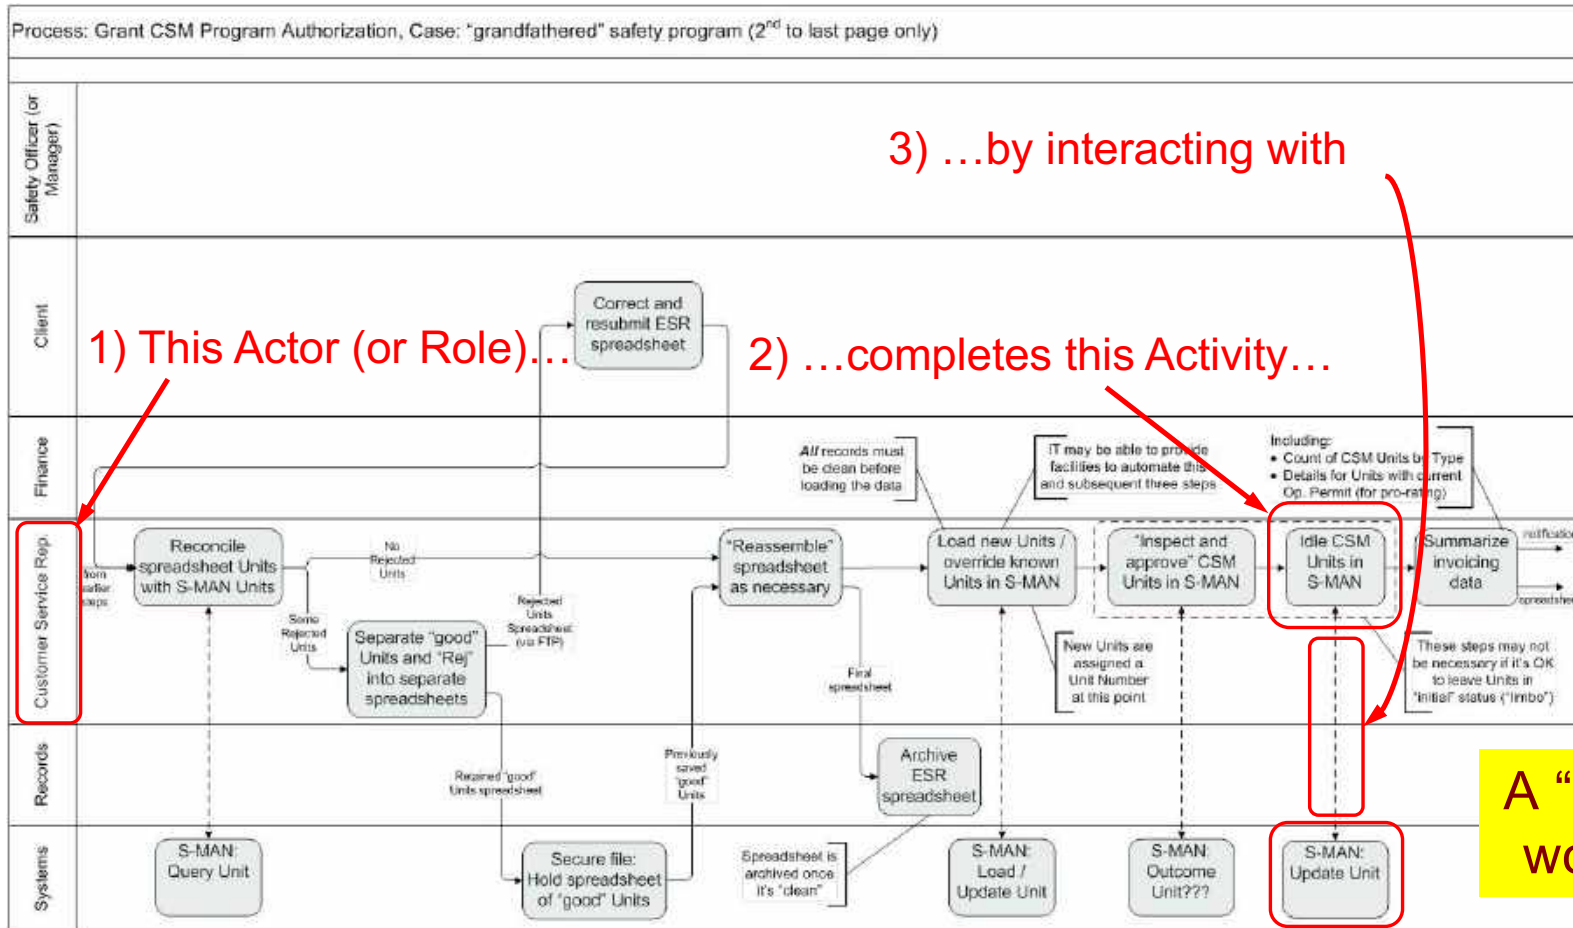 Process: Grant CSM Program Authorization, Case: “grandfathered” safety program (2nd to last page only)
Safety Officer (or
Manager)
3) …by interacting with
Client
Correct and
resubmit ESR
spreadsheet
1) This Actor (or Role)…
2) …completes this Activity…
Finance
All records must
be clean before
loading the data
IT may be able to provide
facilities to automate this
and subsequent three steps
Including:
• Count of CSM Units by Type
• Details for Units with current
Op. Permit (for pro-rating)
Customer Service Rep.
from
earlier
steps
Reconcile
spreadsheet Units
with S-MAN Units
No
Rejected
Units
Some
Rejected
Units
Separate “good”
Units and “Rej”
into separate
spreadsheets
Rejected
Units
Spreadsheet
(via FTP)
“Reassemble”
spreadsheet
as necessary
Final
spreadsheet
Load new Units /
override known
Units in S-MAN
“Inspect and
approve” CSM
Units in S-MAN
Idle CSM
Units in
S-MAN
Summarize
invoicing
data
notification
spreadsheet
New Units are
assigned a
Unit Number
at this point
These steps may not
be necessary if it's OK
to leave Units in
“initial” status (“limbo”)
Records
Retained “good”
Units spreadsheet
Previously
saved
“good”
Units
Archive
ESR
spreadsheet
A “
wo
Systems
S-MAN:
Query Unit
Secure file:
Hold spreadsheet
of “good” Units
Spreadsheet is
archived once
it's “clean”
S-MAN:
Load /
Update Unit
S-MAN:
Outcome
Unit???
S-MAN:
Update Unit